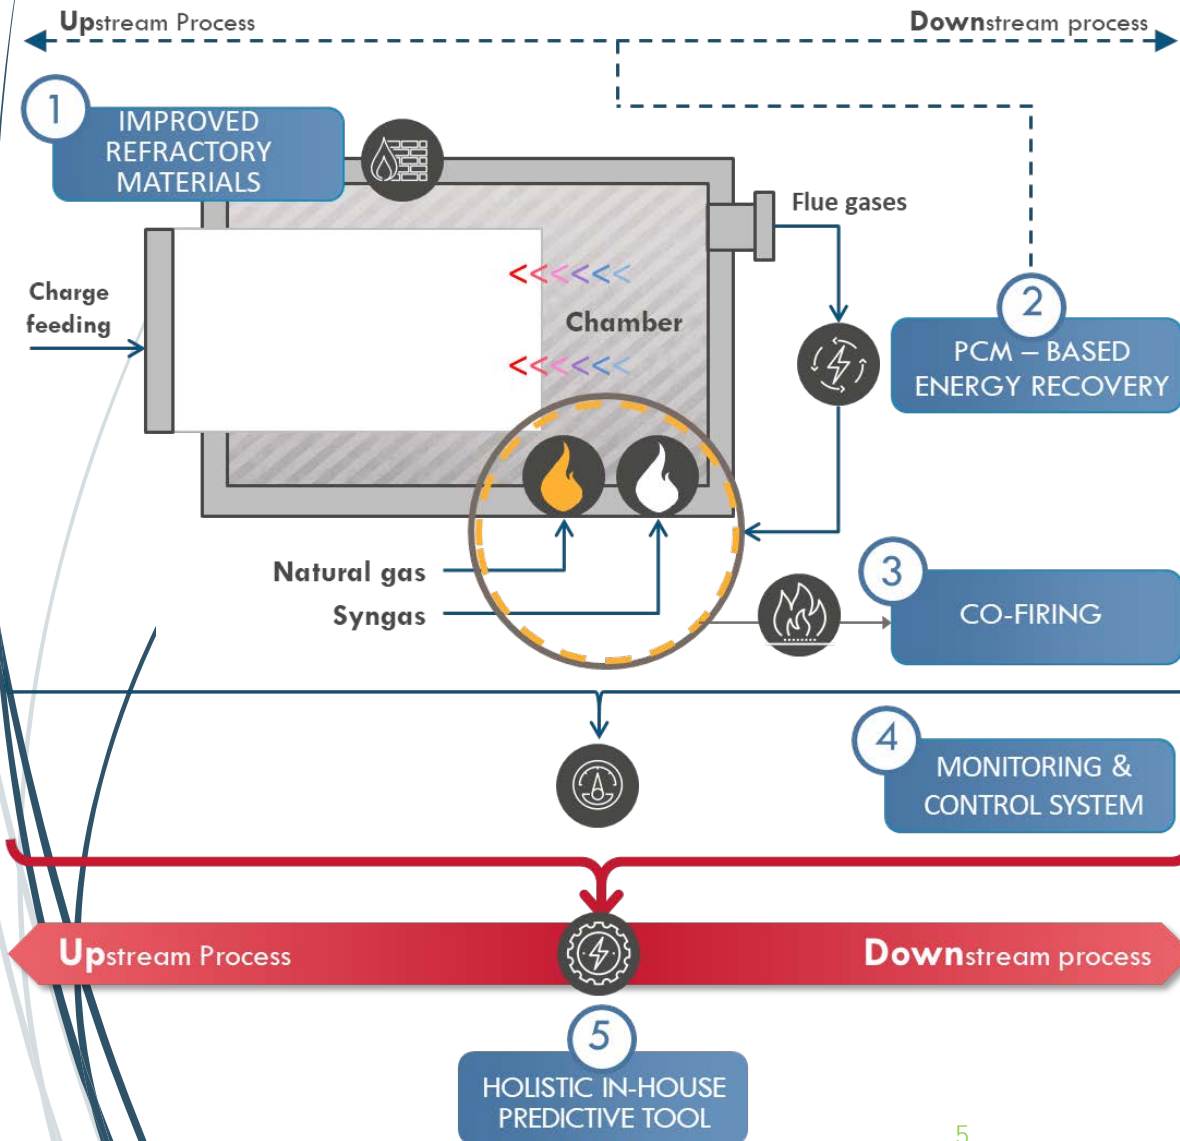 Upstream Process
Downstream process
1
IMPROVED
REFRACTORY
MATERIALS
Flue gases
Charge
feeding
Chamber
2
PCM – BASED
ENERGY RECOVERY
Natural gas
Syngas
3
CO-FIRING
4
MONITORING &
CONTROL SYSTEM
Upstream Process
Downstream process
5
HOLISTIC IN-HOUSE
PREDICTIVE TOOL
5